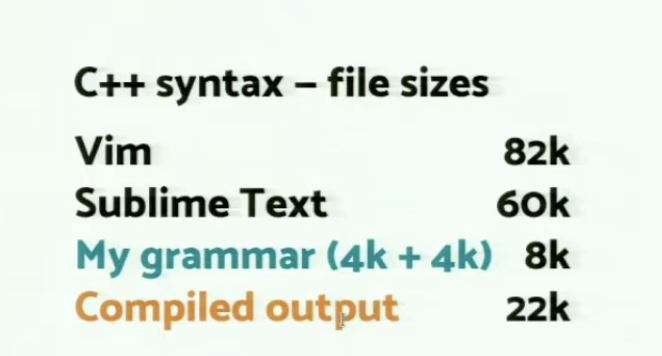 C++ syntax – file sizes
Vim 82k
Sublime Text 60k
My grammar (4k + 4k) 8k
Compiled output 22k